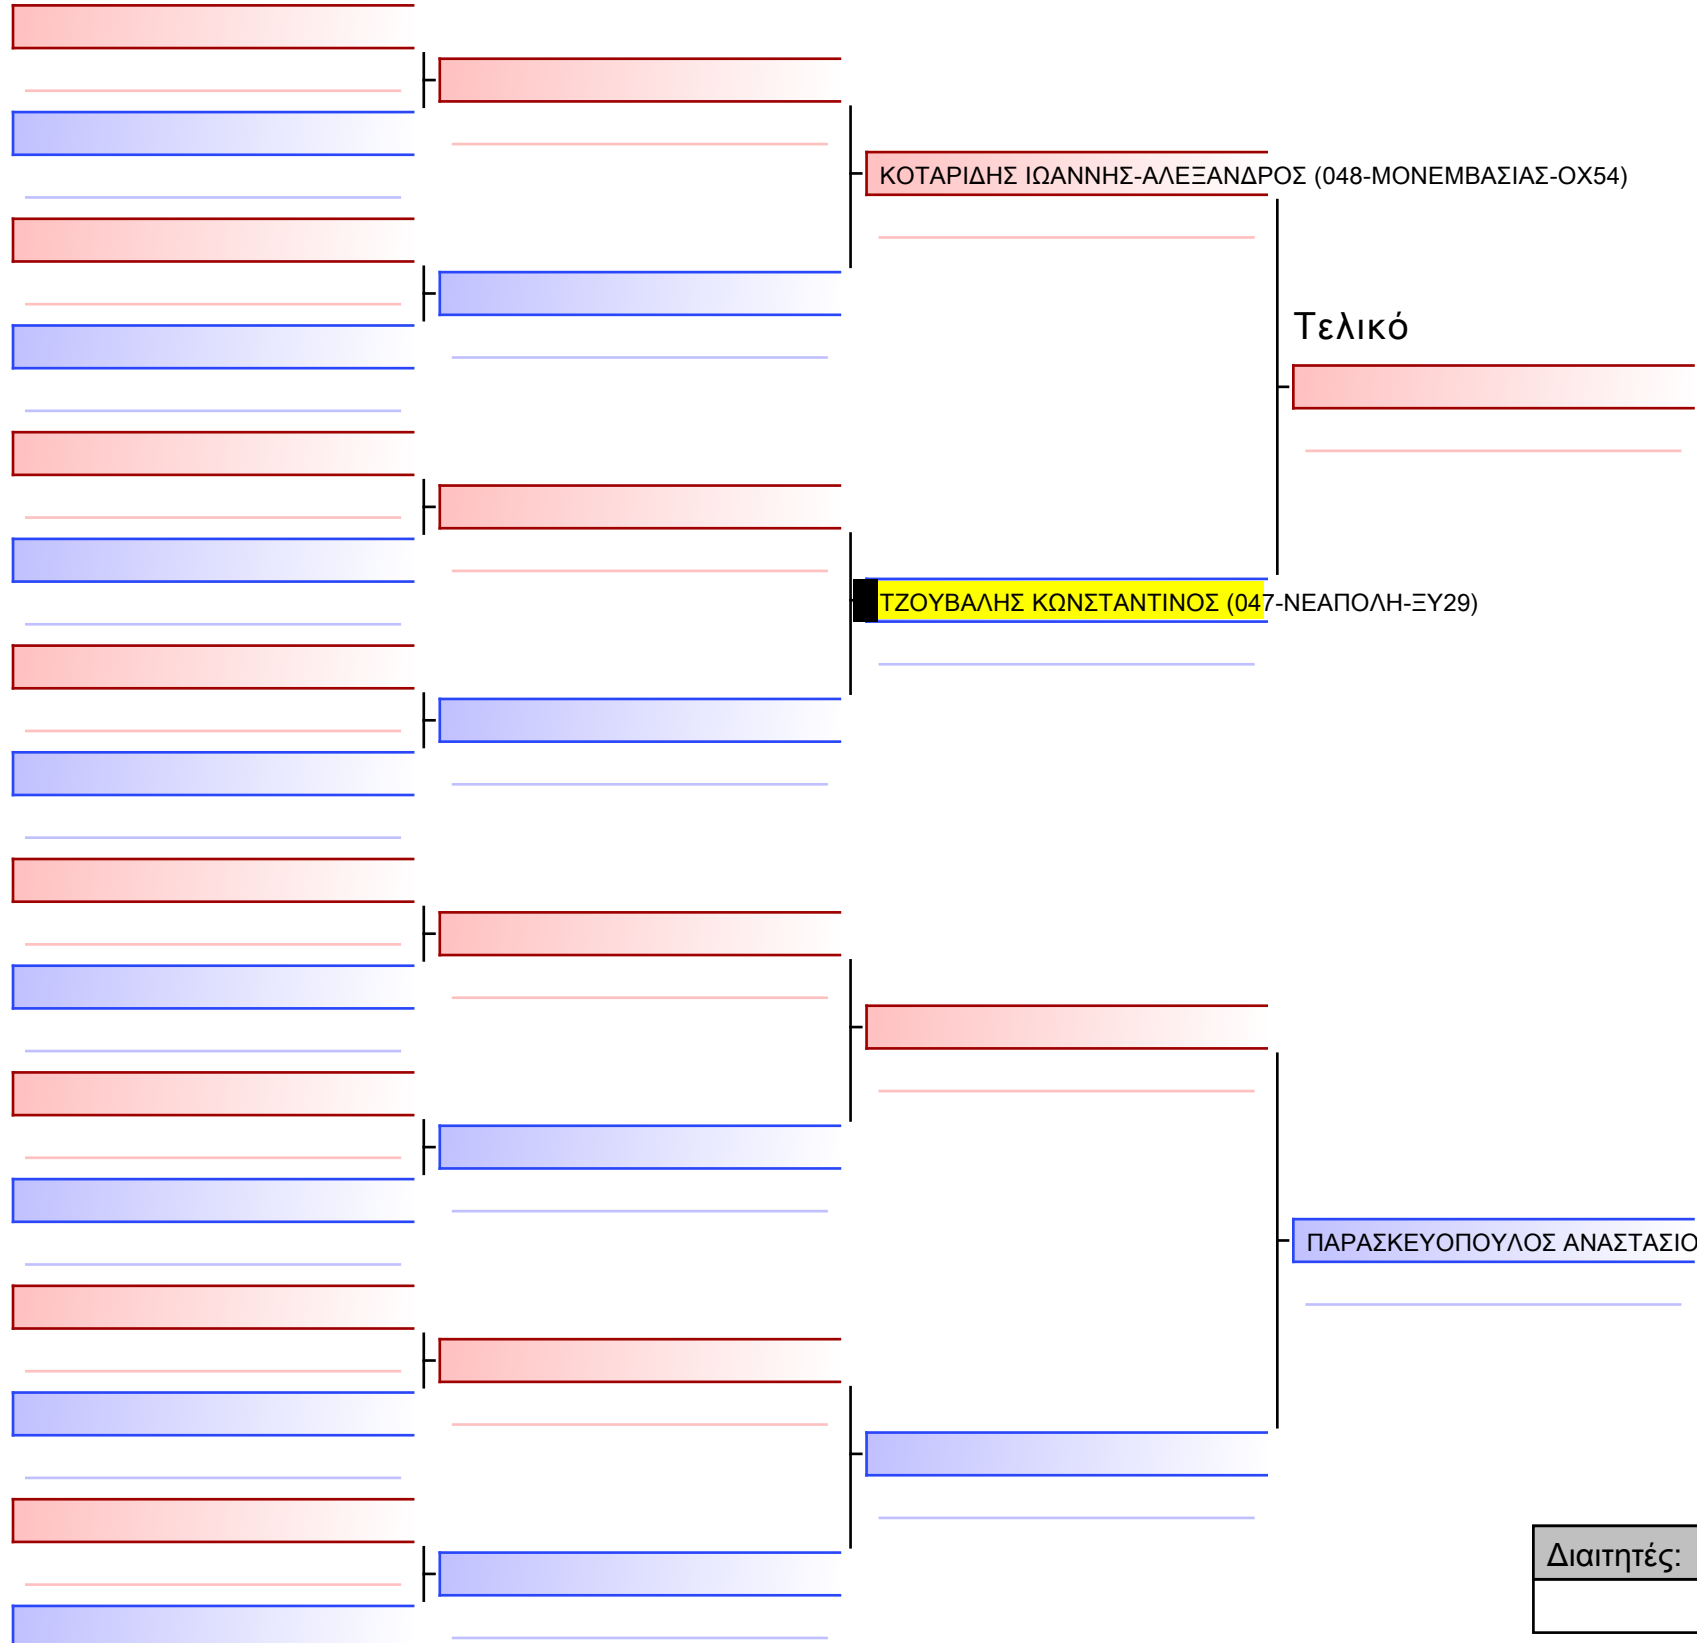 ΚΟΤΑΡΙΔΗΣ ΙΩΑΝΝΗΣ-ΑΛΕΞΑΝΔΡΟΣ (048-ΜΟΝΕΜΒΑΣΙΑΣ-ΟΧ54)
Τελικό
ΤΖΟΥΒΑΛΗΣ ΚΩΝΣΤΑΝΤΙΝΟΣ (047-ΝΕΑΠΟΛΗ-ΞΥ29)
ΠΑΡΑΣΚΕΥΟΠΟΥΛΟΣ ΑΝΑΣΤΑΣΙΟ
Διαιτητές: